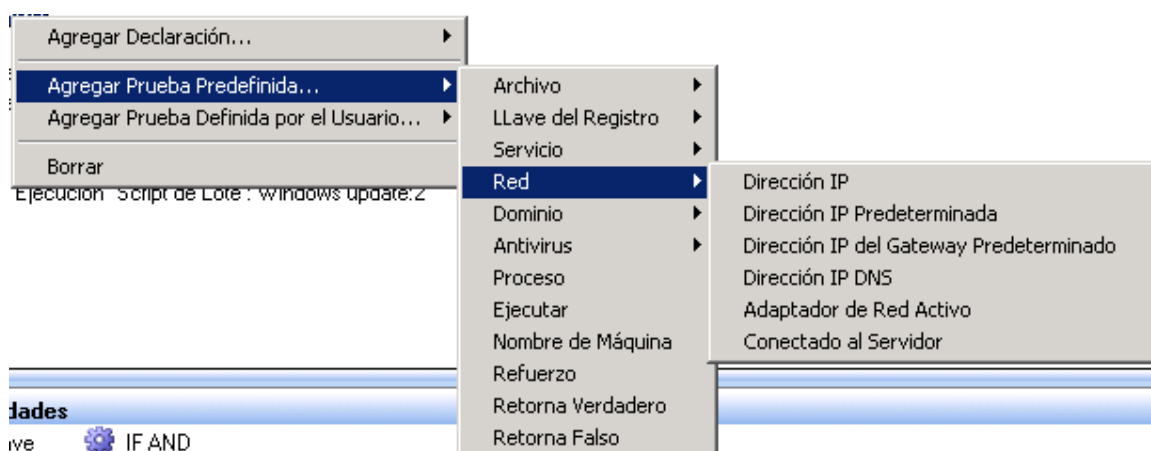 Agregar Declaración...
Agregar Prueba Predefinida...
Agregar Prueba Definida por el Usuario...
Borrar
Ejecución "Script de Lote": Windows update:2
Archivo
LLave del Registro
Servicio
Red
Dominio
Antivirus
Proceso
Ejecutar
Nombre de Máquina
Refuerzo
Retorna Verdadero
Retorna Falso
Dirección IP
Dirección IP Predeterminada
Dirección IP del Gateway Predeterminado
Dirección IP DNS
Adaptador de Red Activo
Conectado al Servidor
dades
ave IF AND